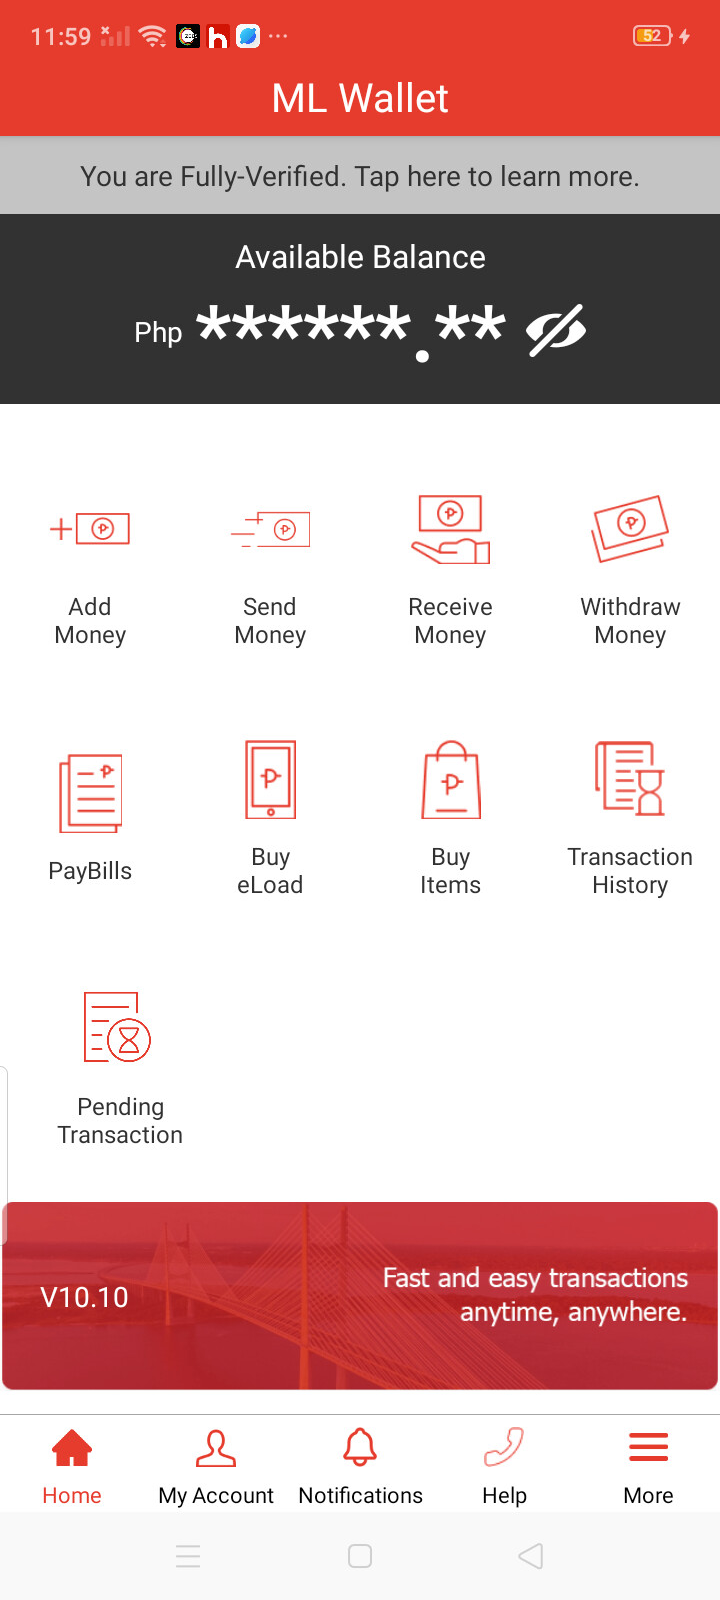 11:59
52
ML Wallet
You are Fully-Verified. Tap here to learn more.
Available Balance
Php ******.**
Add
Money
Send
Money
Receive
Money
Withdraw
Money
PayBills
Buy
eLoad
Buy
Items
Transaction
History
Pending
Transaction
V10.10
Fast and easy transactions
anytime, anywhere.
Home
My Account
Notifications
Help
More